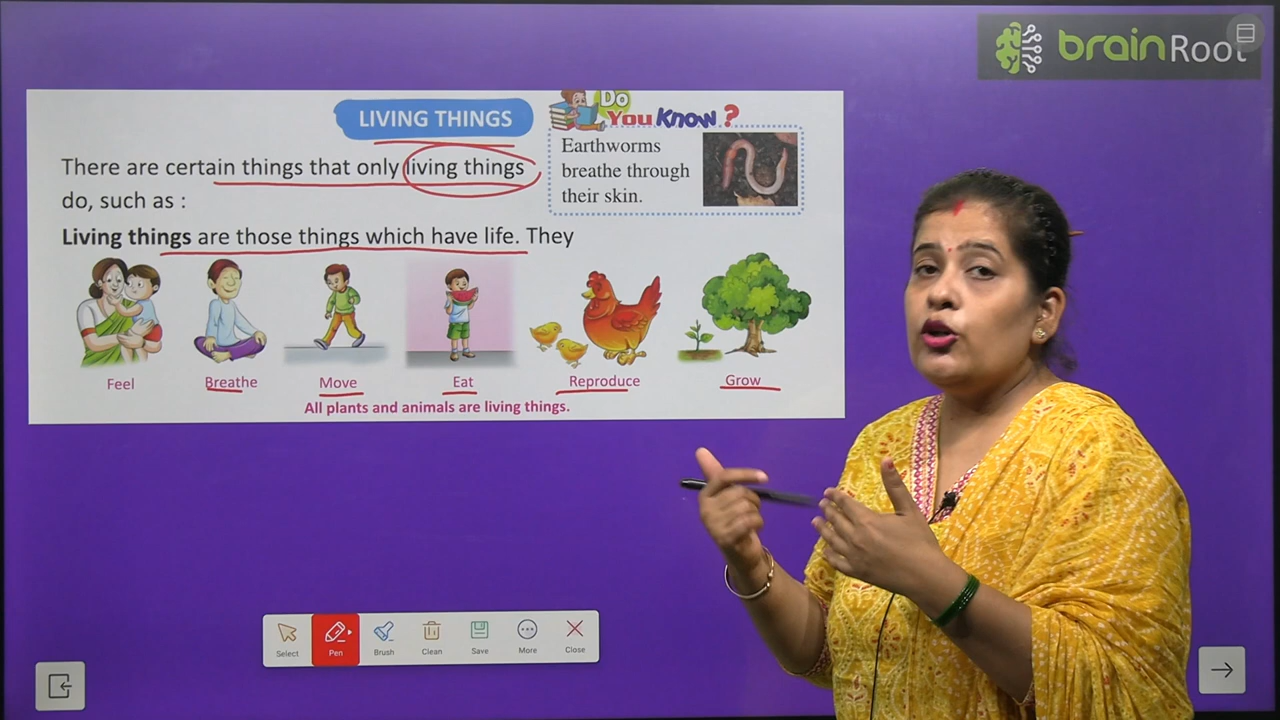 brainRoot
LIVING THINGS
There are certain things that only living things
do, such as :
Living things are those things which have life. They
Do
You Know ?
Earthworms
breathe through
their skin.
Feel
Breathe
Move
Eat
Reproduce
Grow
All plants and animals are living things.
Select
Pen
Brush
Clean
Save
More
Close